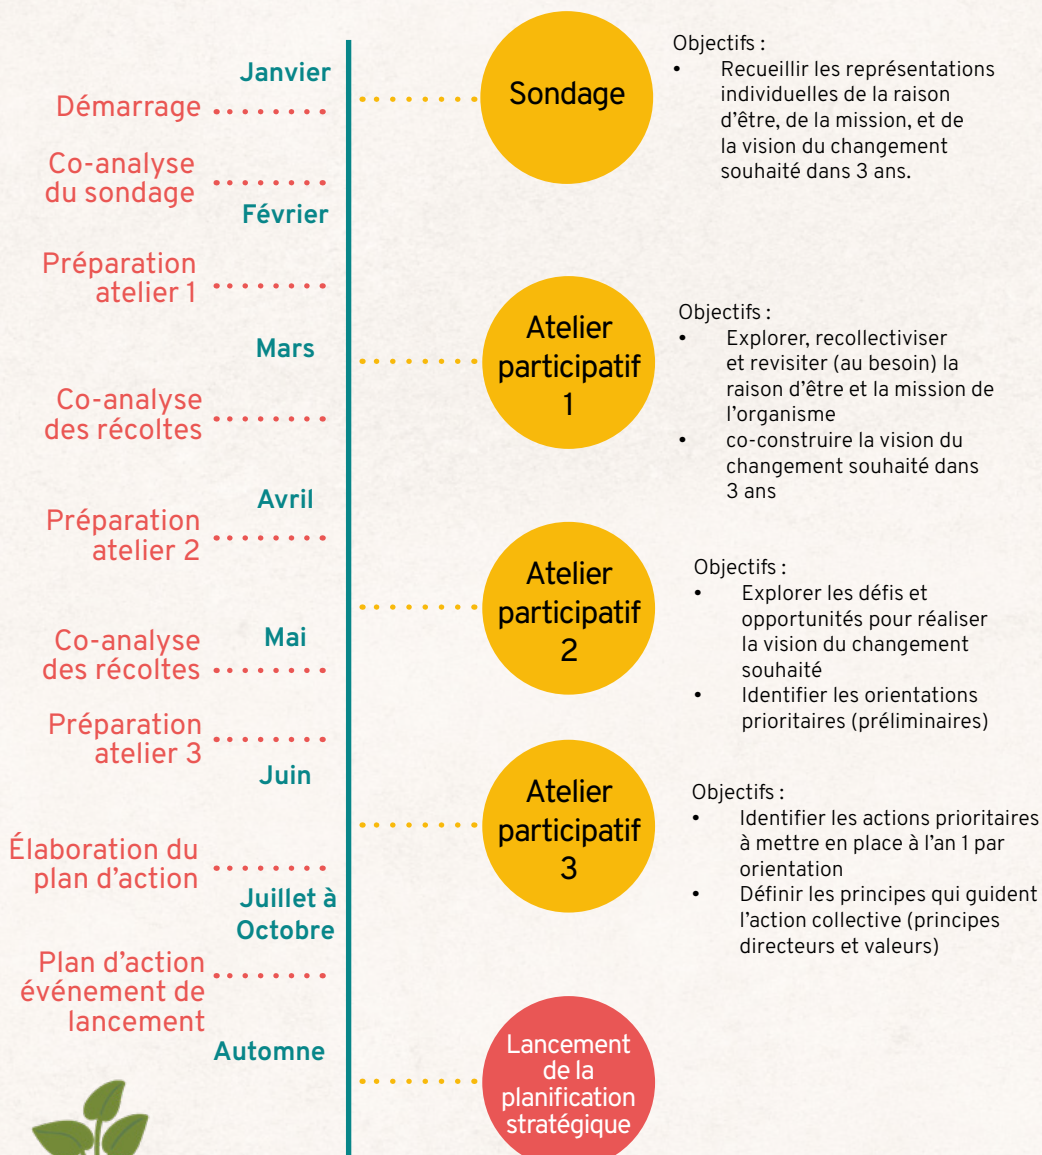 Janvier
Démarrage
Sondage
Objectifs :
• Recueillir les représentations
individuelles de la raison
d’être, de la mission, et de
la vision du changement
souhaité dans 3 ans.
Co-analyse
du sondage
Février
Préparation
atelier 1
Mars
Atelier
participatif
1
Objectifs :
• Explorer, recollectiviser
et revisiter (au besoin) la
raison d’être et la mission de
l’organisme
• co-construire la vision du
changement souhaité dans
3 ans
Co-analyse
des récoltes
Avril
Préparation
atelier 2
Atelier
participatif
2
Objectifs :
• Explorer les défis et
opportunités pour réaliser
la vision du changement
souhaité
• Identifier les orientations
prioritaires (préliminaires)
Mai
Co-analyse
des récoltes
Préparation
atelier 3
Juin
Atelier
participatif
3
Objectifs :
• Identifier les actions prioritaires
à mettre en place à l’an 1 par
orientation
• Définir les principes qui guident
l’action collective (principes
directeurs et valeurs)
Élaboration du
plan d’action
Juillet à
Octobre
Plan d’action
événement de
lancement
Automne
Lancement
de la
planification
stratégique